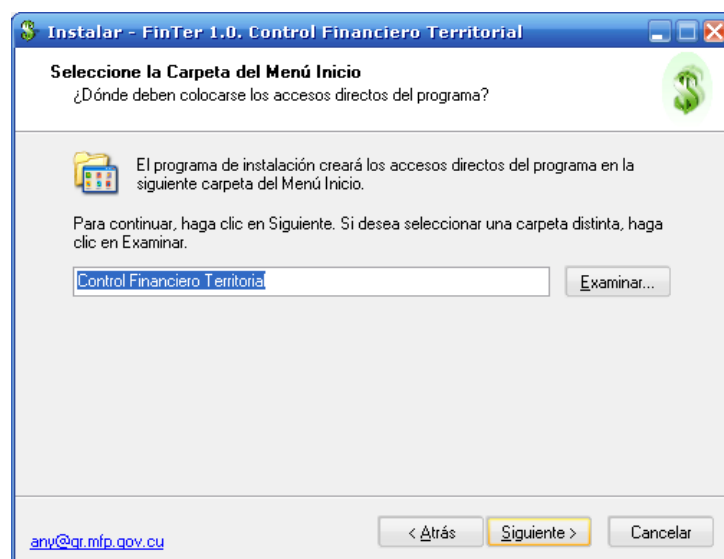 Instalar - FinTer 1.0. Control Financiero Territorial
Seleccione la Carpeta del Menú Inicio
¿Dónde deben colocarse los accesos directos del programa?
El programa de instalación creará los accesos directos del programa en la
siguiente carpeta del Menú Inicio.
Para continuar, haga clic en Siguiente. Si desea seleccionar una carpeta distinta, haga
clic en Examinar.
Control Financiero Territorial
Examinar...
any@gr.mfp.gov.cu
< Atrás
Siguiente >
Cancelar